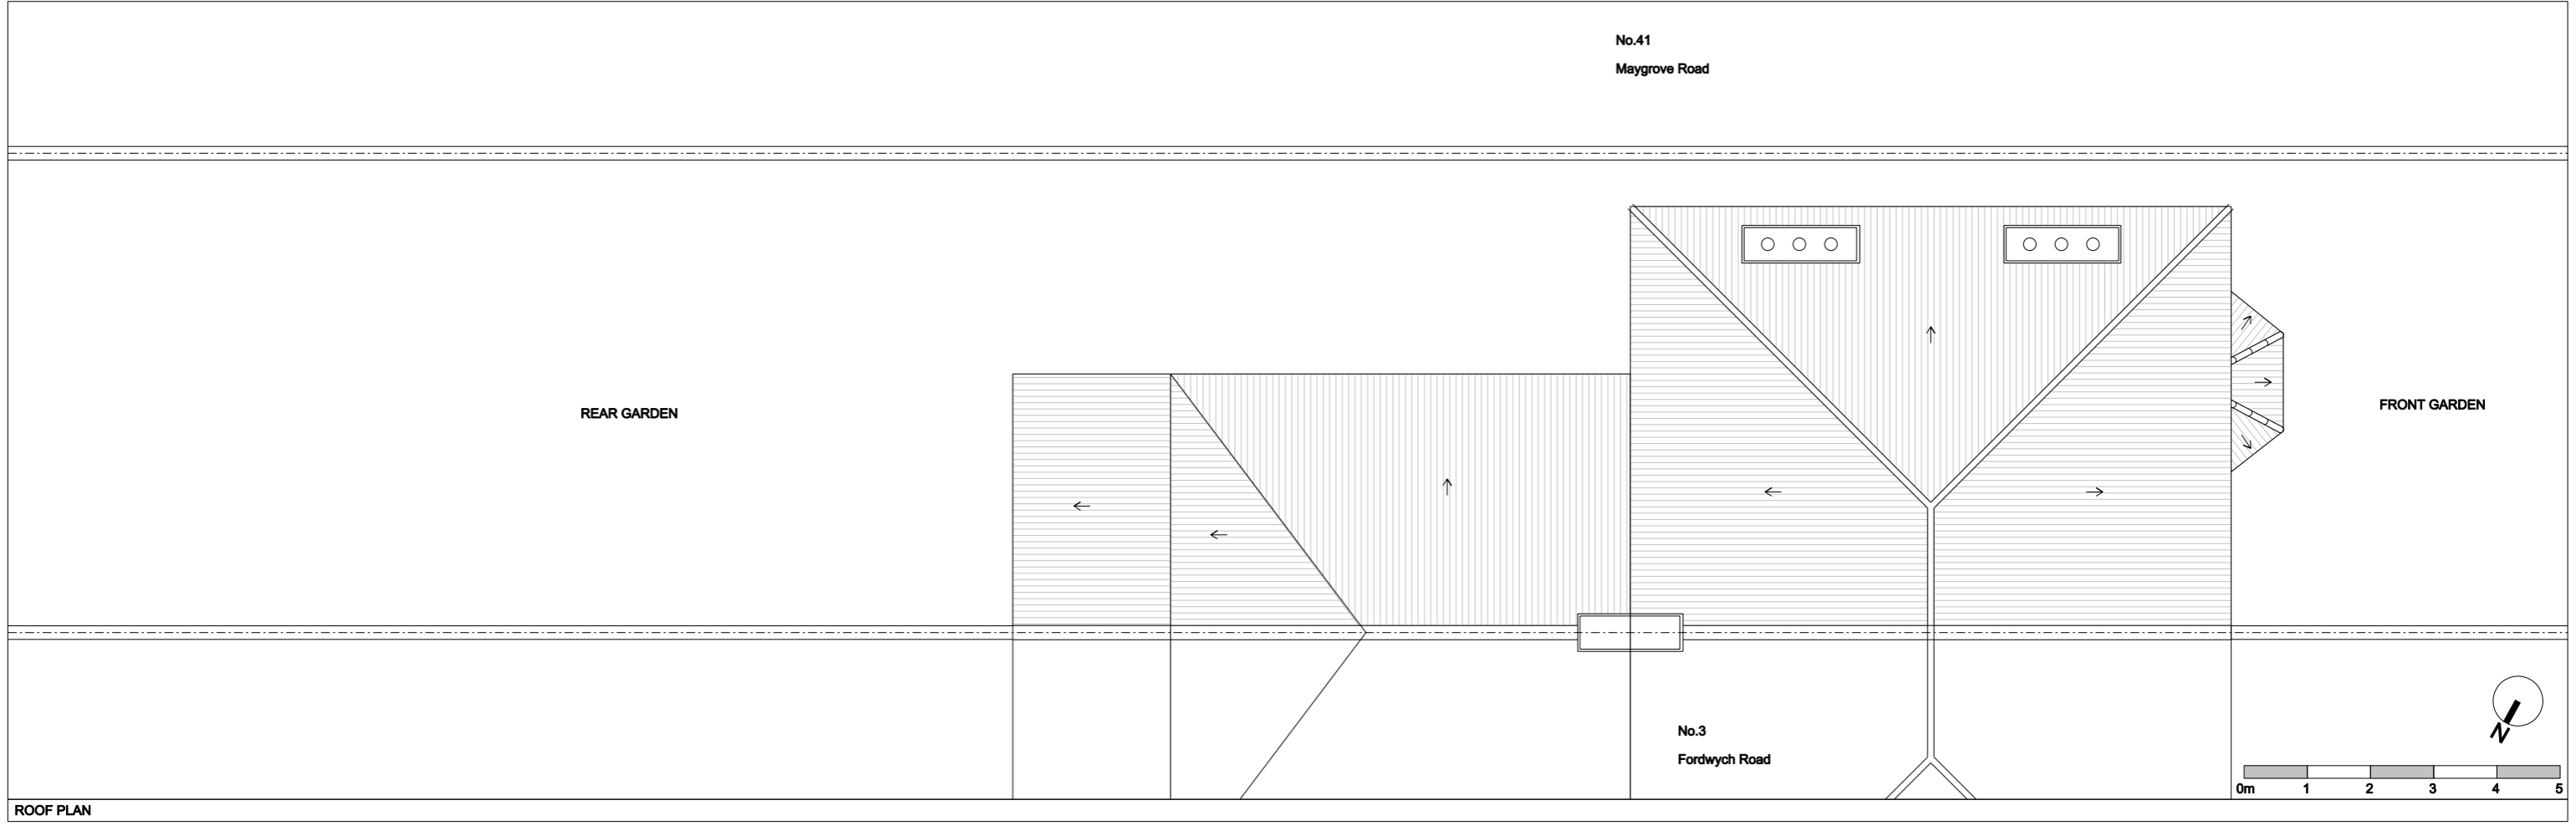 No.41
Maygrove Road
REAR GARDEN
FRONT GARDEN
No.3
Fordwych Road
N
0m 1 2 3 4 5
ROOF PLAN